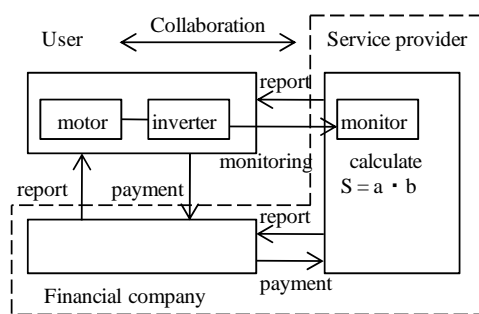 User
Collaboration
Service provider
report
motor
inverter
monitor
monitoring
calculate
S = a・b
report
payment
report
payment
Financial company